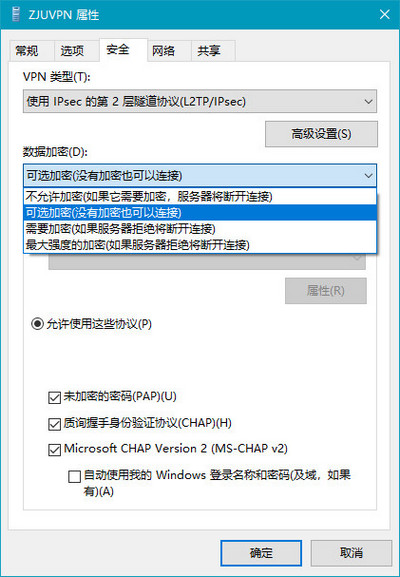 ZJUVPN 属性
常规 选项 安全 网络 共享
VPN 类型(T):
使用 IPsec 的第 2 层隧道协议(L2TP/IPsec)
高级设置(S)
数据加密(D):
可选加密(没有加密也可以连接)
不允许加密(如果它需要加密，服务器将断开连接)
可选加密(没有加密也可以连接)
需要加密(如果服务器拒绝将断开连接)
最大强度的加密(如果服务器拒绝将断开连接)
属性(R)
允许使用这些协议(P)
未加密的密码(PAP)(U)
质询握手身份验证协议(CHAP)(H)
Microsoft CHAP Version 2 (MS-CHAP v2)
自动使用我的 Windows 登录名称和密码(及域，如果
有)(A)
确定 取消